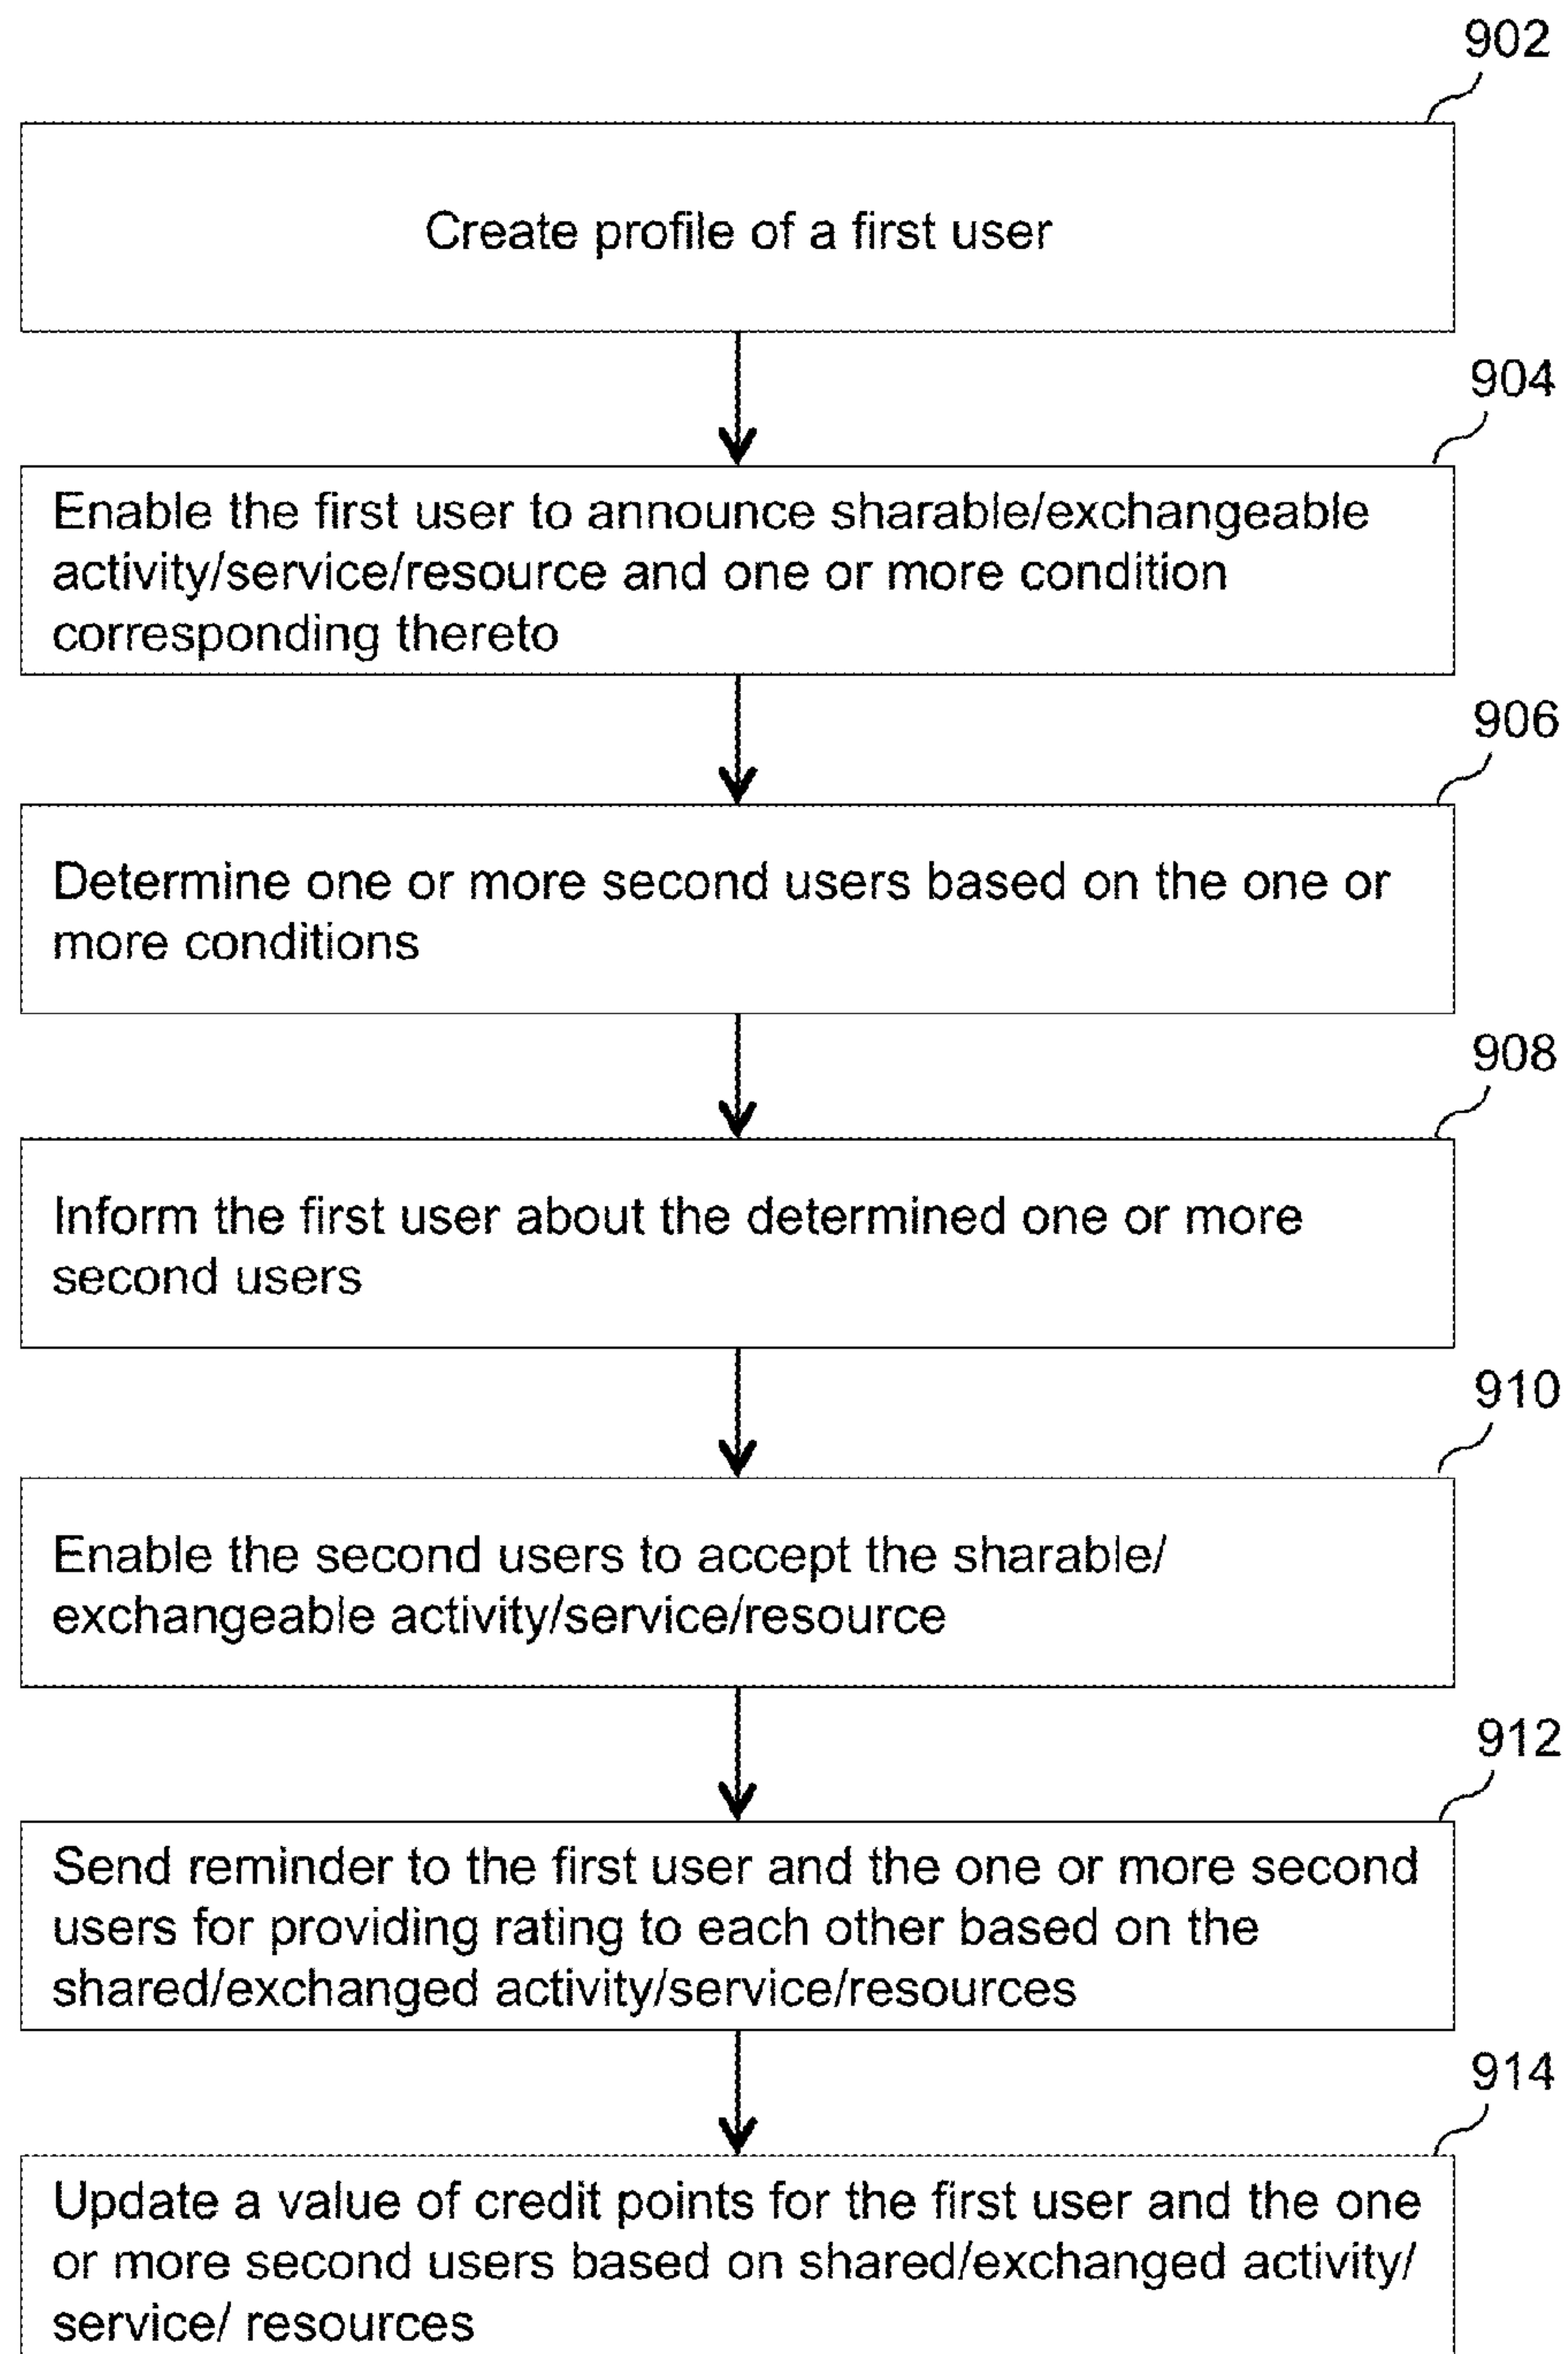 902
Create profile of a first user
904
Enable the first user to announce sharable/exchangeable
activity/service/resource and one or more condition
corresponding thereto
906
Determine one or more second users based on the one or
more conditions
908
Inform the first user about the determined one or more
second users
910
Enable the second users to accept the sharable/
exchangeable activity/service/resource
912
Send reminder to the first user and the one or more second
users for providing rating to each other based on the
shared/exchanged activity/service/resources
914
Update a value of credit points for the first user and the one
or more second users based on shared/exchanged activity/
service/ resources